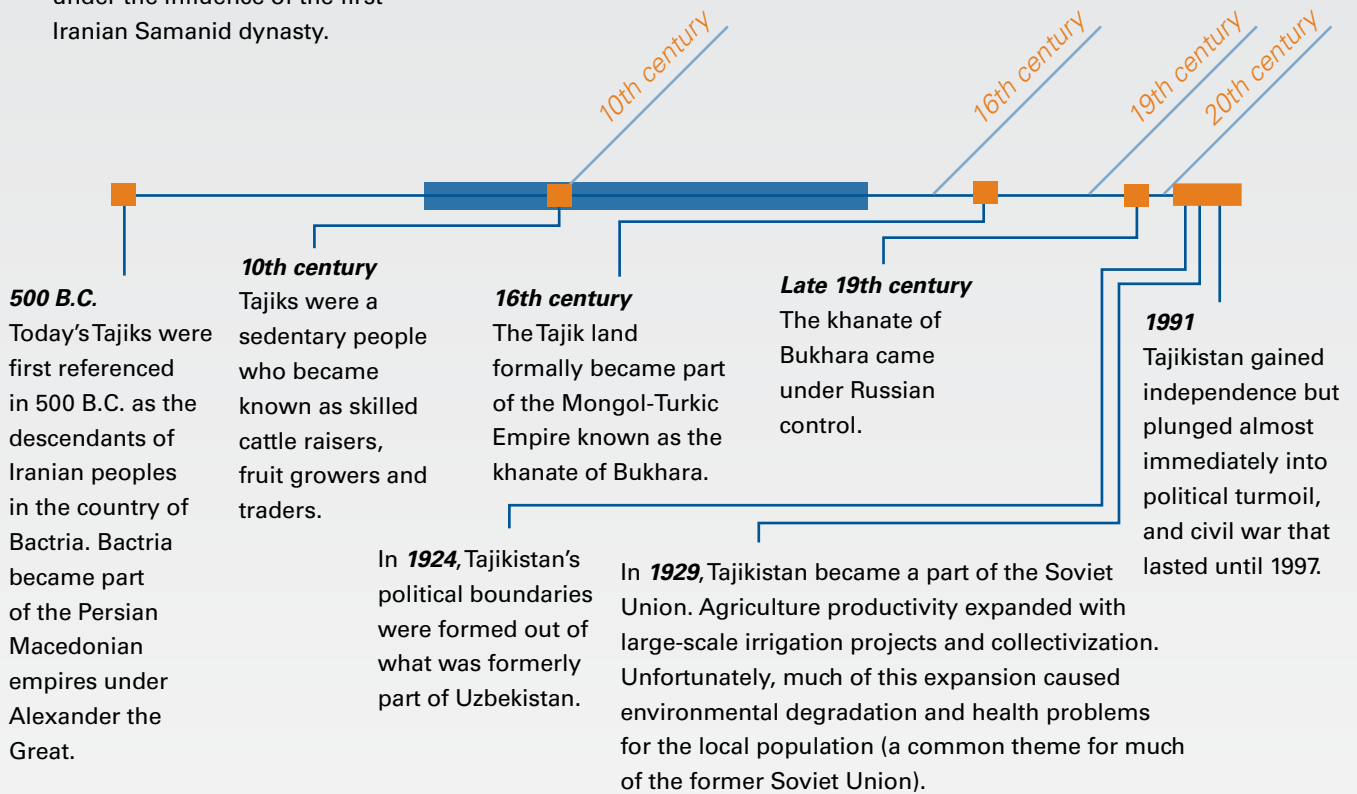 under the influence of the first
Iranian Samanid dynasty.
10th century
16th century
19th century
20th century
500 B.C.
Today's Tajiks were
first referenced
in 500 B.C. as the
descendants of
Iranian peoples
in the country of
Bactria. Bactria
became part
of the Persian
Macedonian
empires under
Alexander the
Great.
10th century
Tajiks were a
sedentary people
who became
known as skilled
cattle raisers,
fruit growers and
traders.
16th century
The Tajik land
formally became part
of the Mongol-Turkic
Empire known as the
khanate of Bukhara.
Late 19th century
The khanate of
Bukhara came
under Russian
control.
In 1924, Tajikistan's
political boundaries
were formed out of
what was formerly
part of Uzbekistan.
In 1929, Tajikistan became a part of the Soviet
Union. Agriculture productivity expanded with
large-scale irrigation projects and collectivization.
Unfortunately, much of this expansion caused
environmental degradation and health problems
for the local population (a common theme for much
of the former Soviet Union).
1991
Tajikistan gained
independence but
plunged almost
immediately into
political turmoil,
and civil war that
lasted until 1997.